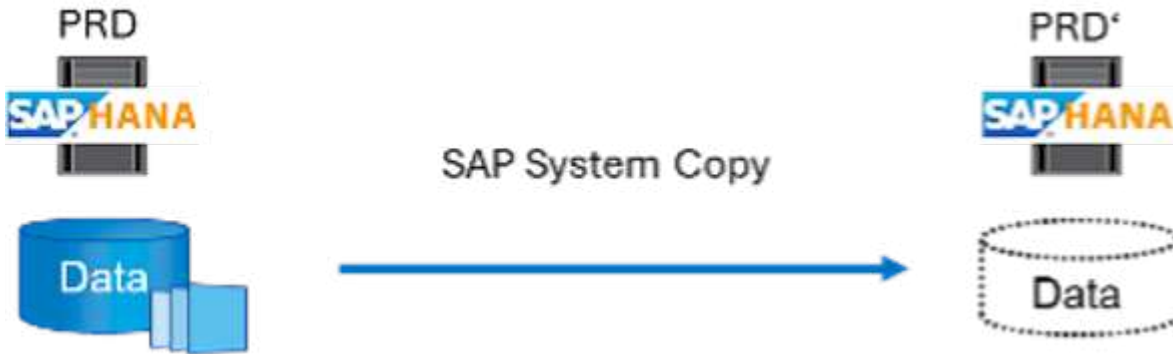 PRD
SAP HANA
Data
SAP System Copy
PRD‘
SAP HANA
Data